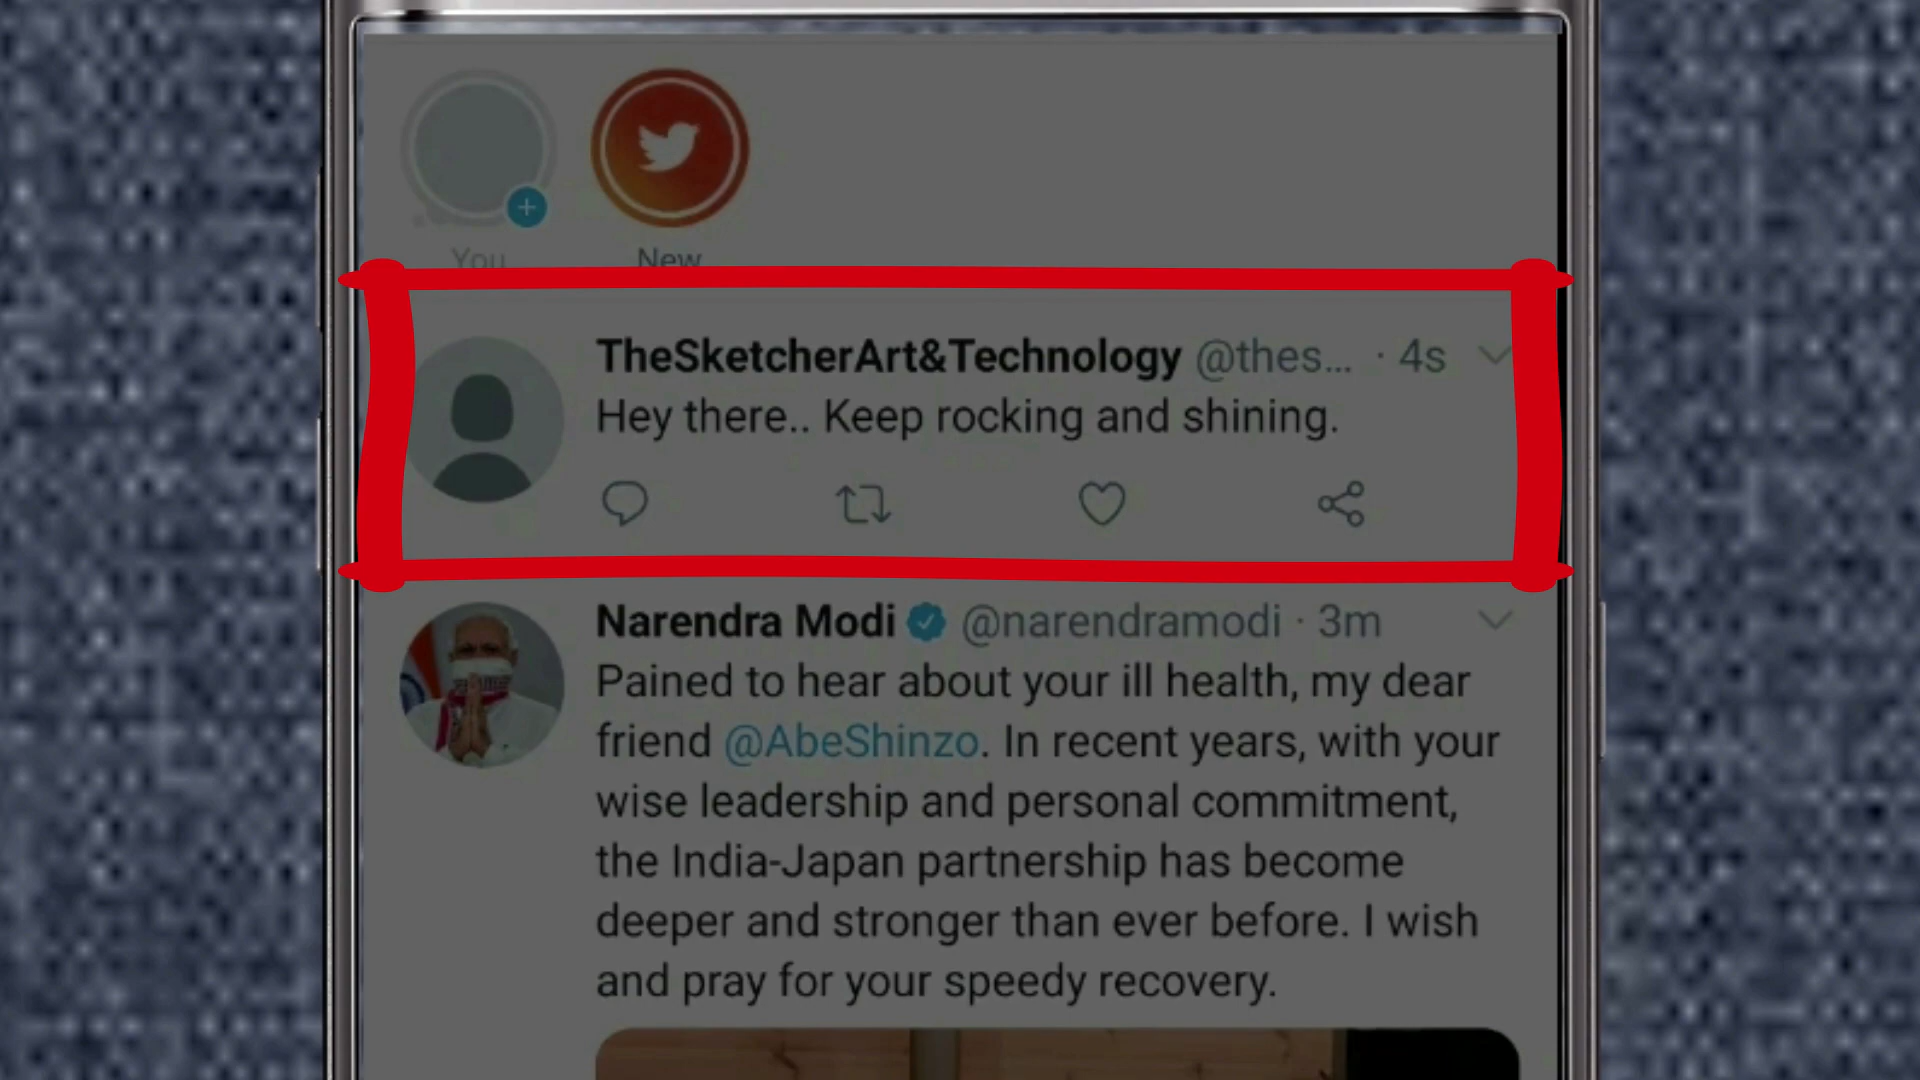 You
New
TheSketcherArt&Technology @thes... · 4s
Hey there.. Keep rocking and shining.
Narendra Modi @narendramodi · 3m
Pained to hear about your ill health, my dear
friend @AbeShinzo. In recent years, with your
wise leadership and personal commitment,
the India-Japan partnership has become
deeper and stronger than ever before. I wish
and pray for your speedy recovery.